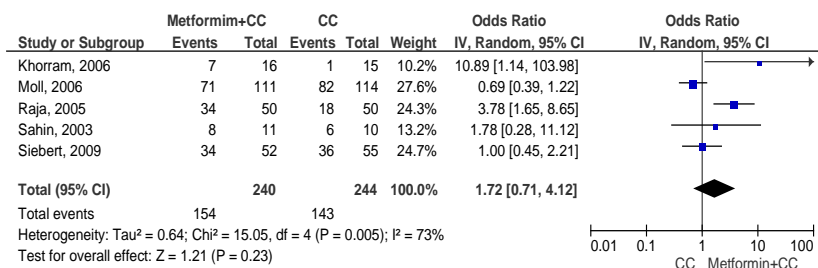 Metformim+CC CC Odds Ratio Odds Ratio
Study or Subgroup Events Total Events Total Weight IV, Random, 95% CI IV, Random, 95% CI
Khorram, 2006 7 16 1 15 10.2% 10.89 [1.14, 103.98]
Moll, 2006 71 111 82 114 27.6% 0.69 [0.39, 1.22]
Raja, 2005 34 50 18 50 24.3% 3.78 [1.65, 8.65]
Sahin, 2003 8 11 6 10 13.2% 1.78 [0.28, 11.12]
Siebert, 2009 34 52 36 55 24.7% 1.00 [0.45, 2.21]
Total (95% CI) 240 244 100.0% 1.72 [0.71, 4.12]
Total events 154 143
Heterogeneity: Tau² = 0.64; Chi² = 15.05, df = 4 (P = 0.005); I² = 73%
Test for overall effect: Z = 1.21 (P = 0.23)
0.01 0.1 1 10 100
CC Metformin+CC